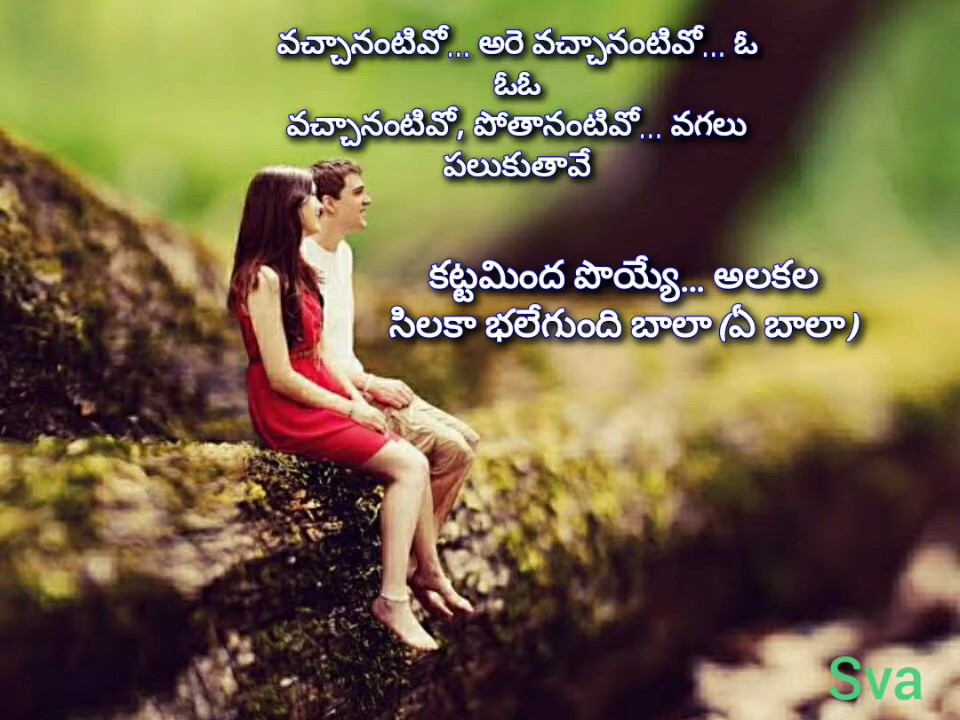 వచ్చానంటివో... అరె వచ్చానంటివో... ఓ
ఓఓ
వచ్చానంటివో, పోతానంటివో... వగలు
పలుకుతావే
కట్టమింద పొయ్యే... అలకల
సిలకా భలేగుంది బాలా (ఏ బాలా)
Sva